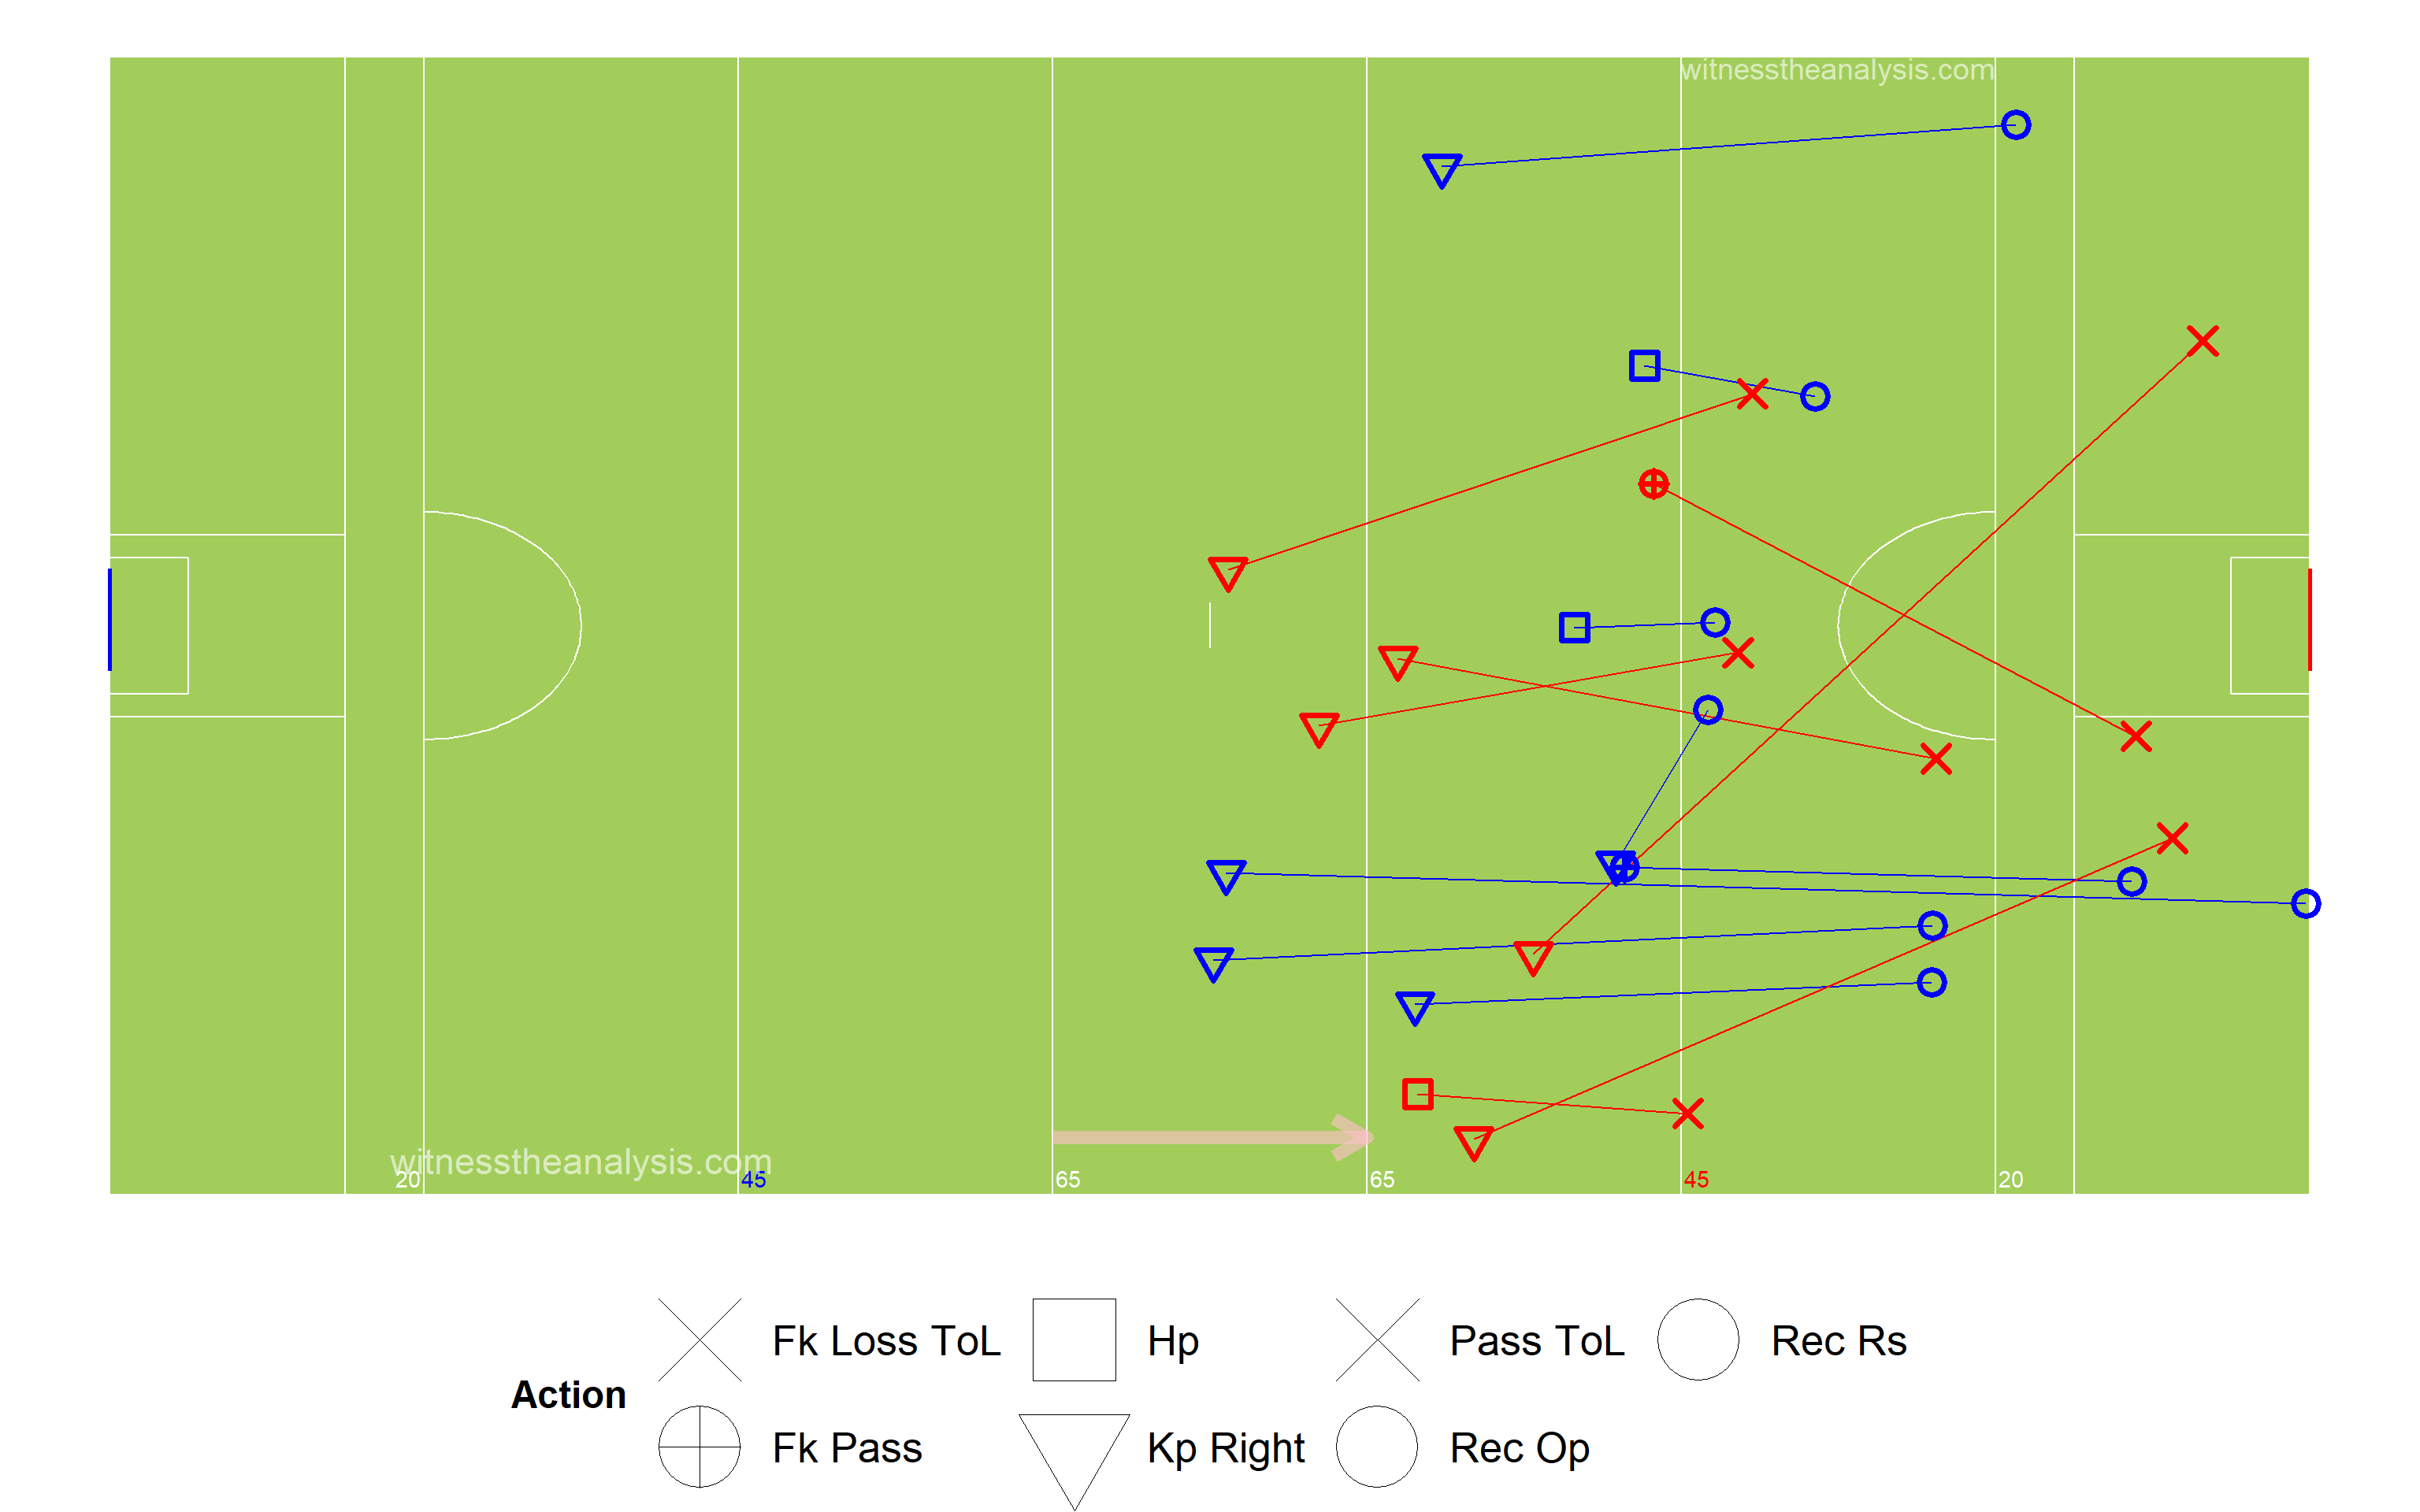 witnesstheanalysis.com
witnesstheanalysis.com
20
45
65
65
45
20
Action
Fk Loss ToL
Hp
Pass ToL
Rec Rs
Fk Pass
Kp Right
Rec Op